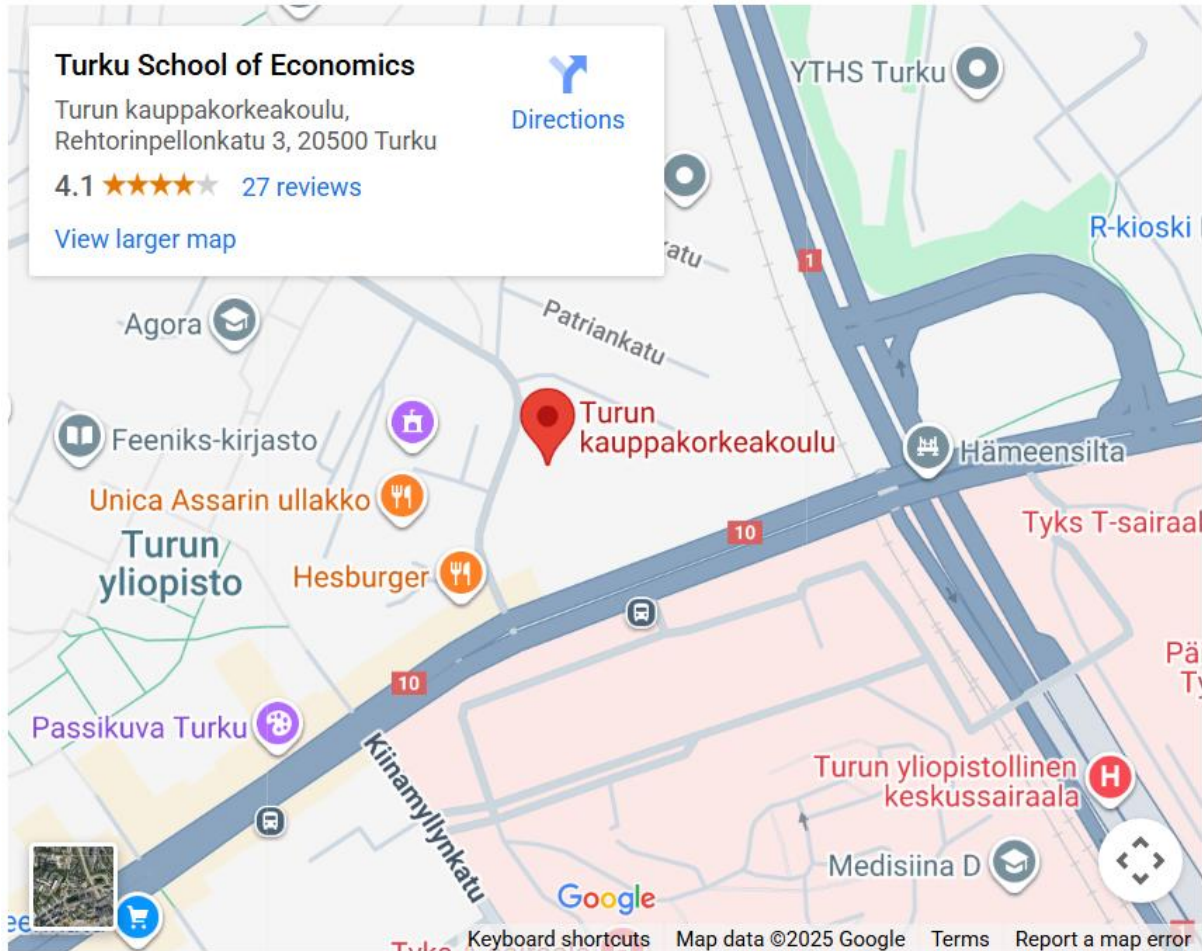 Turku School of Economics
Turun kauppakorkeakoulu,
Rehtorinpellonkatu 3, 20500 Turku
4.1
27 reviews
View larger map
Directions
YTHS Turku
R-kioski
1
Agora
Patriankatu
Feeniks-kirjasto
Turun
kauppakorkeakoulu
Hämeensilta
Unica Assarin ullakko
10
Tyks
Turun
yliopisto
Hesburger
10
Passikuva Turku
Kiinamyllynkatu
Turun yliopistollinen
keskussairaala
Medisiina D
Google
Keyboard shortcuts
Map data ©2025 Google
Terms
Report a map error